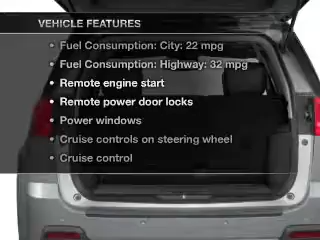 VEHICLE FEATURES
• Fuel Consumption: City: 22 mpg
• Fuel Consumption: Highway: 32 mpg
• Remote engine start
• Remote power door locks
• Power windows
• Cruise controls on steering wheel
• Cruise control